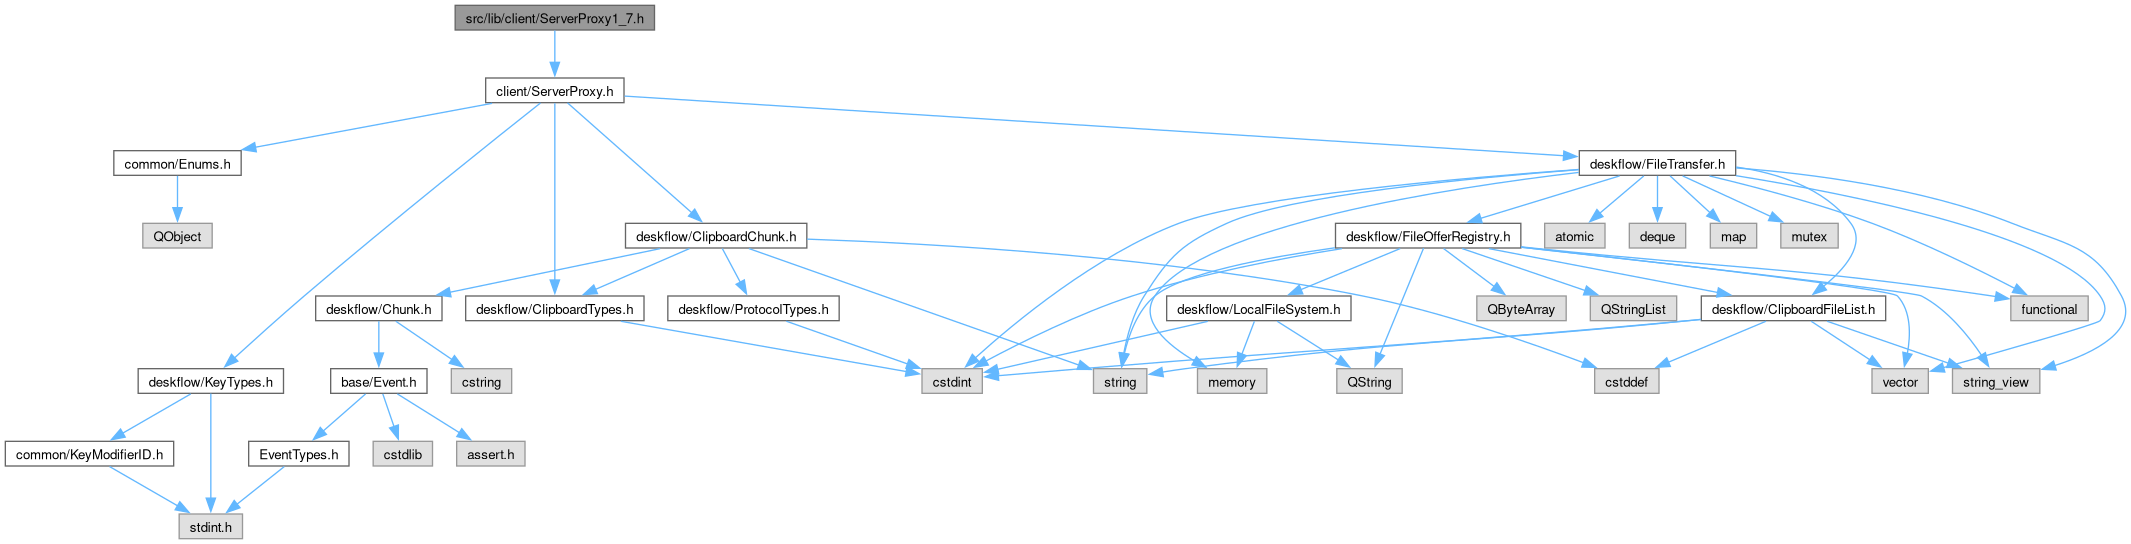 src/lib/client/ServerProxy1_7.h
client/ServerProxy.h
common/Enums.h
deskflow/FileTransfer.h
QObject
deskflow/ClipboardChunk.h
deskflow/FileOfferRegistry.h
atomic
deque
map
mutex
deskflow/Chunk.h
deskflow/ClipboardTypes.h
deskflow/ProtocolTypes.h
deskflow/LocalFileSystem.h
QByteArray
QStringList
deskflow/ClipboardFileList.h
functional
deskflow/KeyTypes.h
base/Event.h
cstring
cstdint
string
memory
QString
cstddef
vector
string_view
common/KeyModifierID.h
EventTypes.h
cstdlib
assert.h
stdint.h